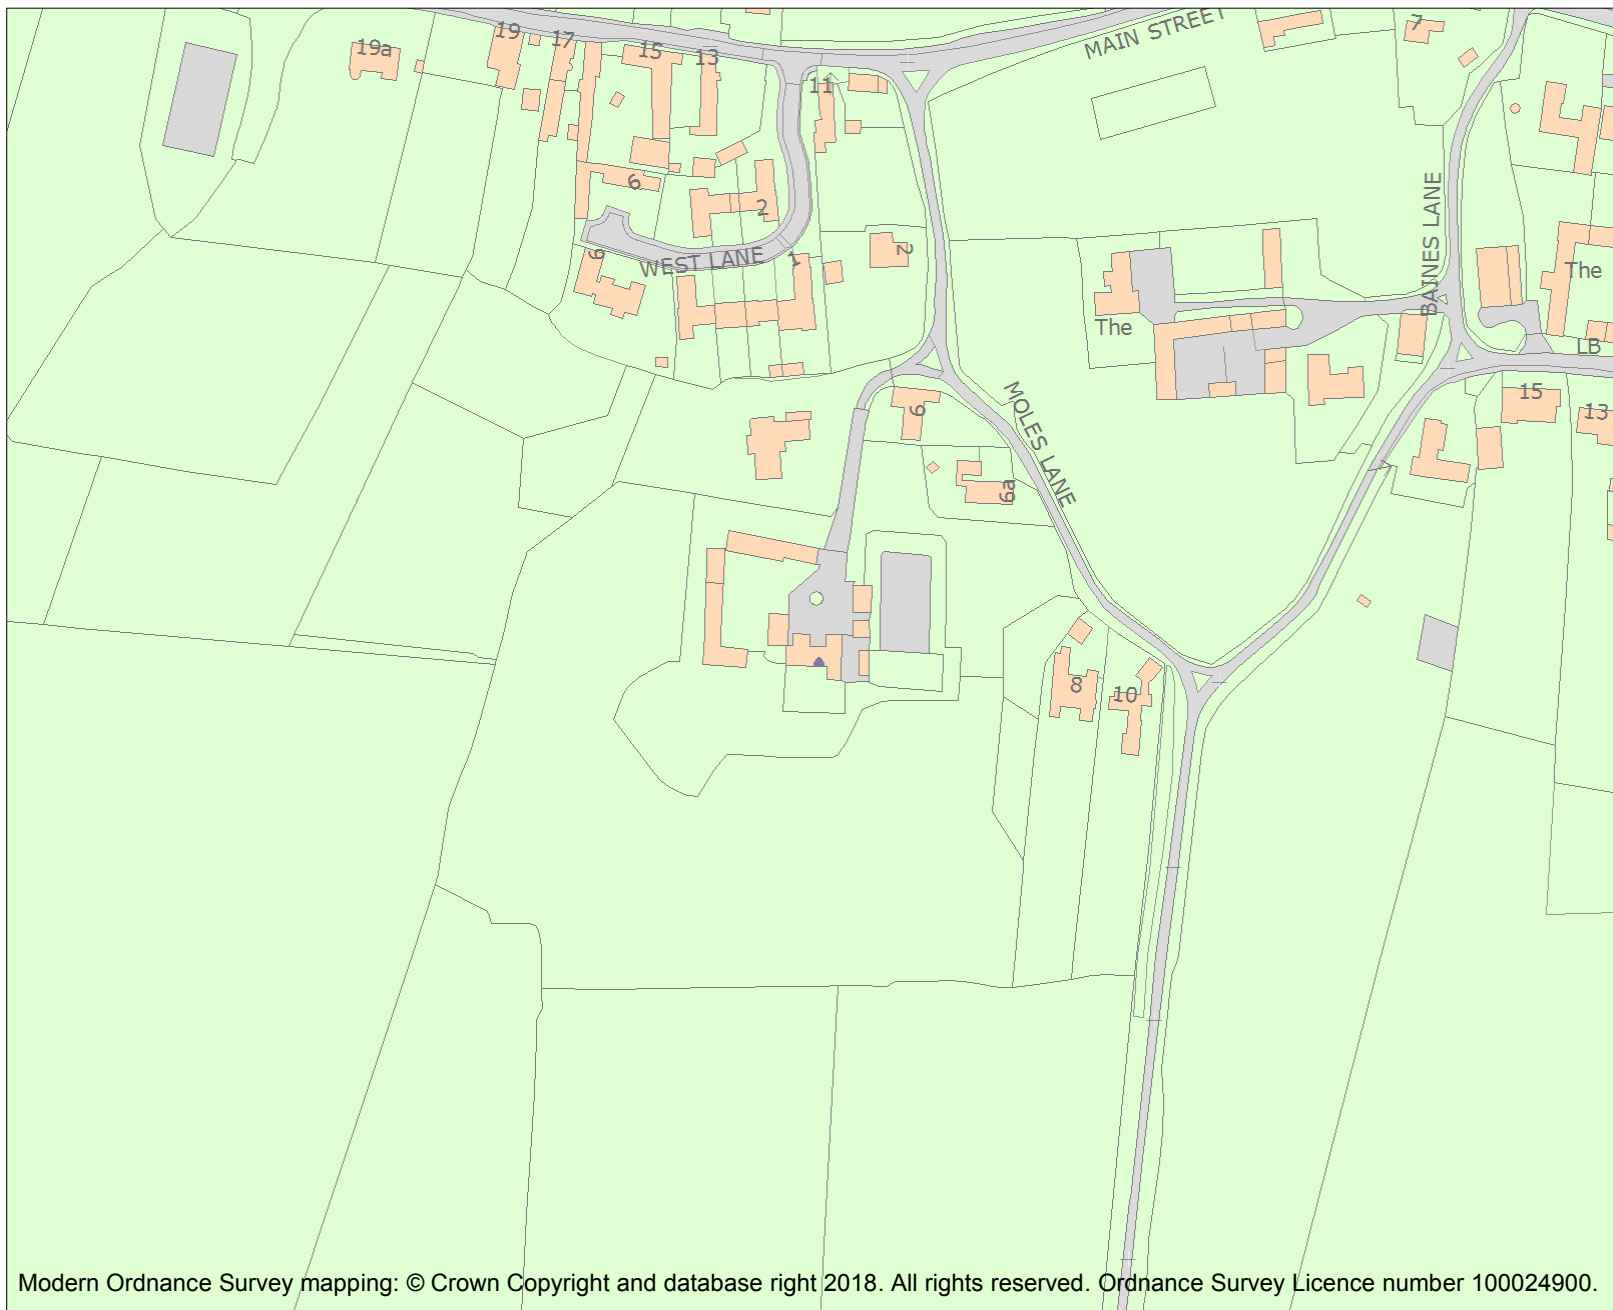 MAIN STREET
7
19
17
19a
15
13
11
BAINES LANE
6
2
2
WEST LANE
1
9
The
The
LB
MOLES LANE
6
15
13
6a
8
10
Modern Ordnance Survey mapping: © Crown Copyright and database right 2018. All rights reserved. Ordnance Survey Licence number 100024900.